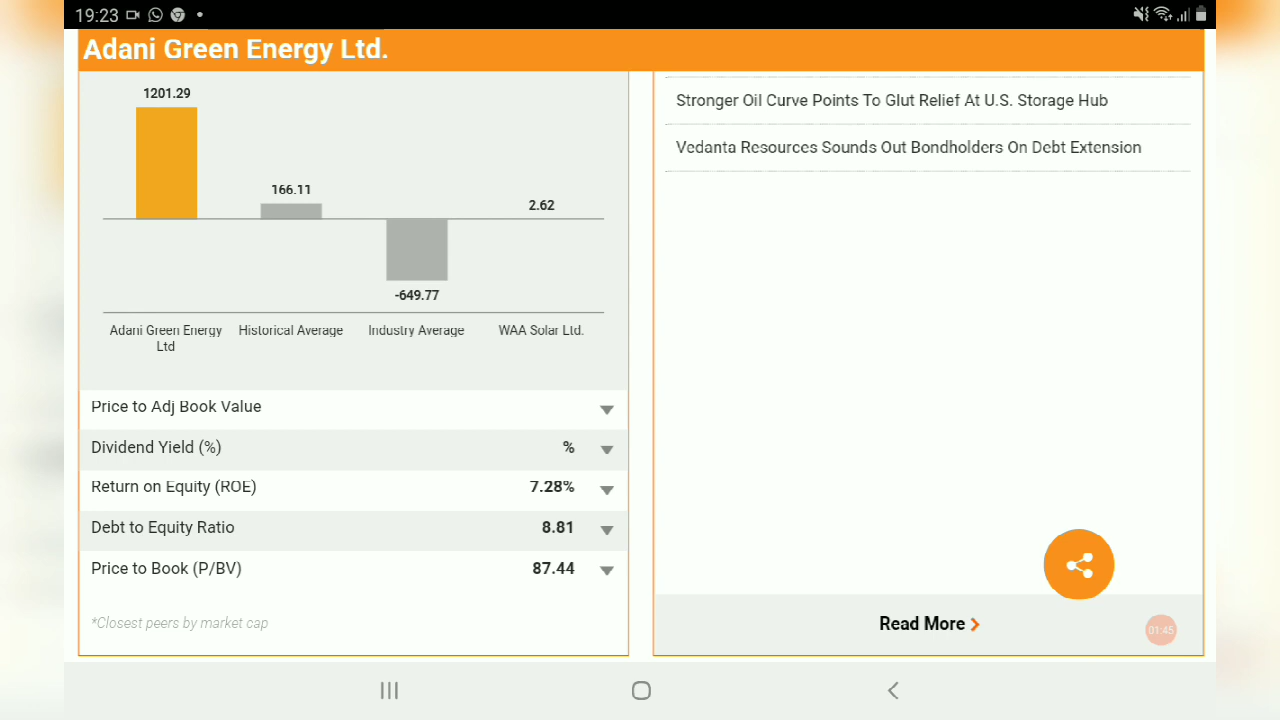 19:23
Adani Green Energy Ltd.
1201.29
166.11
2.62
-649.77
Adani Green Energy Ltd
Historical Average
Industry Average
WAA Solar Ltd.
Price to Adj Book Value
Dividend Yield (%) %
Return on Equity (ROE) 7.28%
Debt to Equity Ratio 8.81
Price to Book (P/BV) 87.44
*Closest peers by market cap
Stronger Oil Curve Points To Glut Relief At U.S. Storage Hub
Vedanta Resources Sounds Out Bondholders On Debt Extension
Read More
01:45